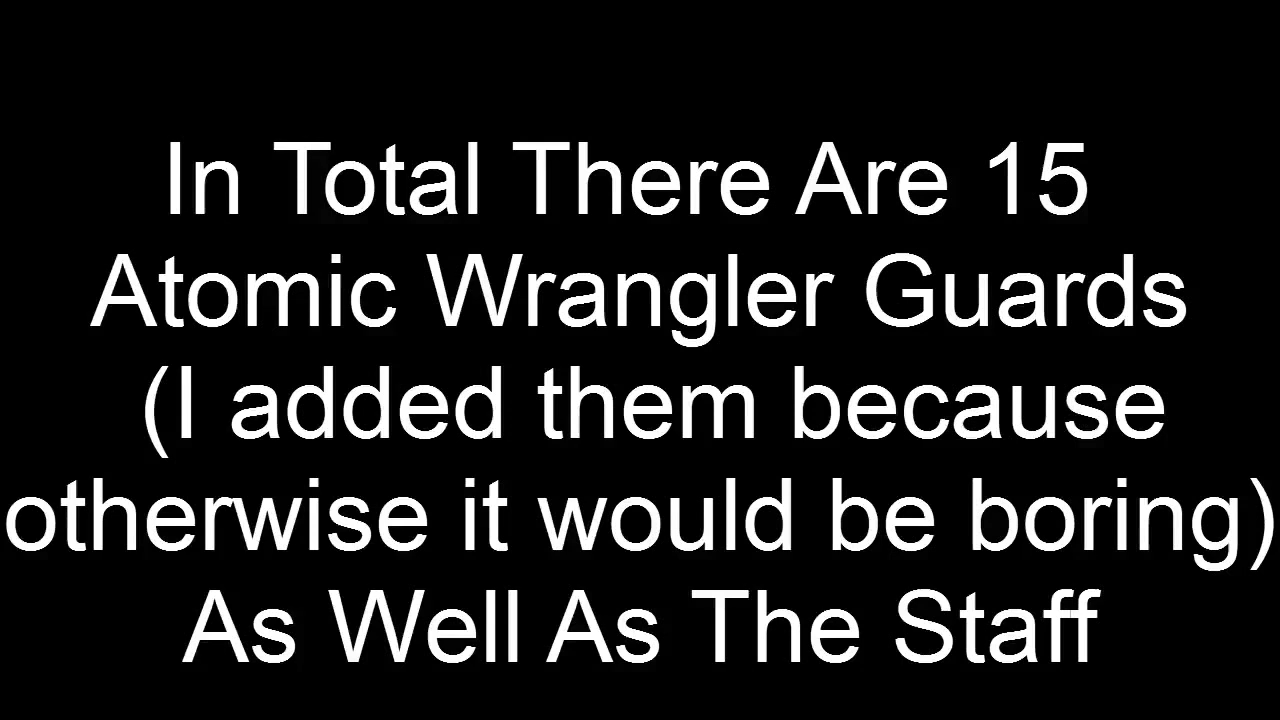 In Total There Are 15
Atomic Wrangler Guards
(I added them because
otherwise it would be boring)
As Well As The Staff